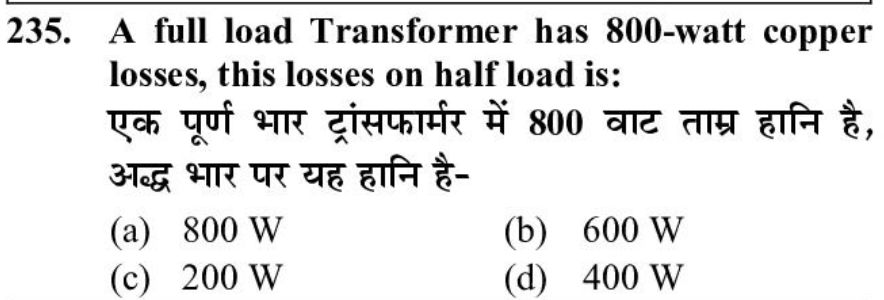 235. A full load Transformer has 800-watt copper
losses, this losses on half load is:
एक पूर्ण भार ट्रांसफार्मर में 800 वाट ताम्र हानि है,
अर्द्ध भार पर यह हानि है-
(a) 800 W (b) 600 W
(c) 200 W (d) 400 W